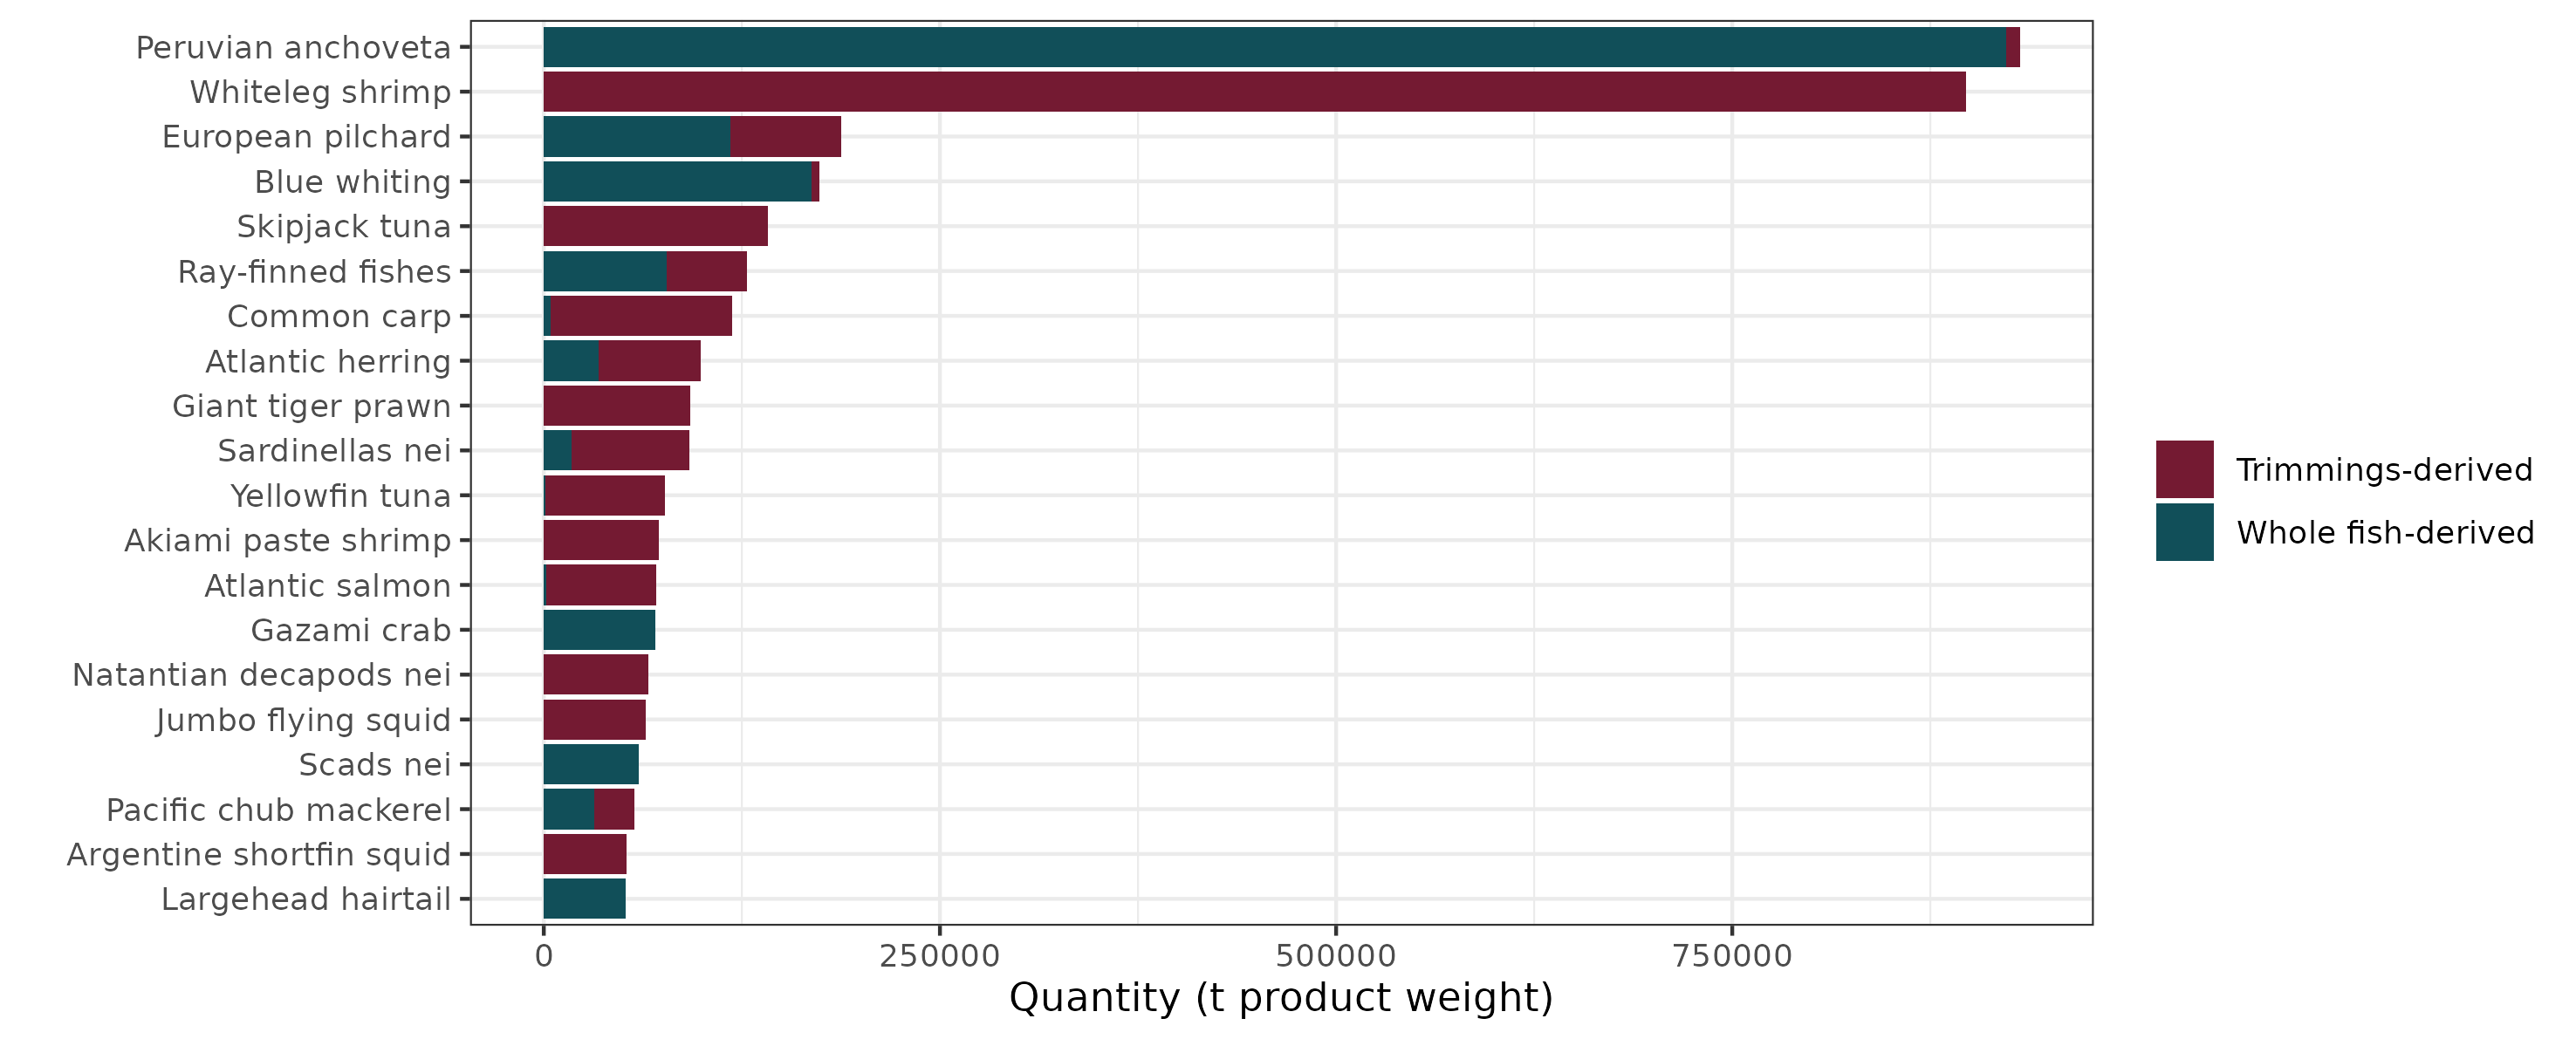 Peruvian anchoveta
Whiteleg shrimp
European pilchard
Blue whiting
Skipjack tuna
Ray-finned fishes
Common carp
Atlantic herring
Giant tiger prawn
Sardinellas nei
Yellowfin tuna
Akiami paste shrimp
Atlantic salmon
Gazami crab
Natantian decapods nei
Jumbo flying squid
Scads nei
Pacific chub mackerel
Argentine shortfin squid
Largehead hairtail
0 250000 500000 750000
Quantity (t product weight)
Trimmings-derived
Whole fish-derived